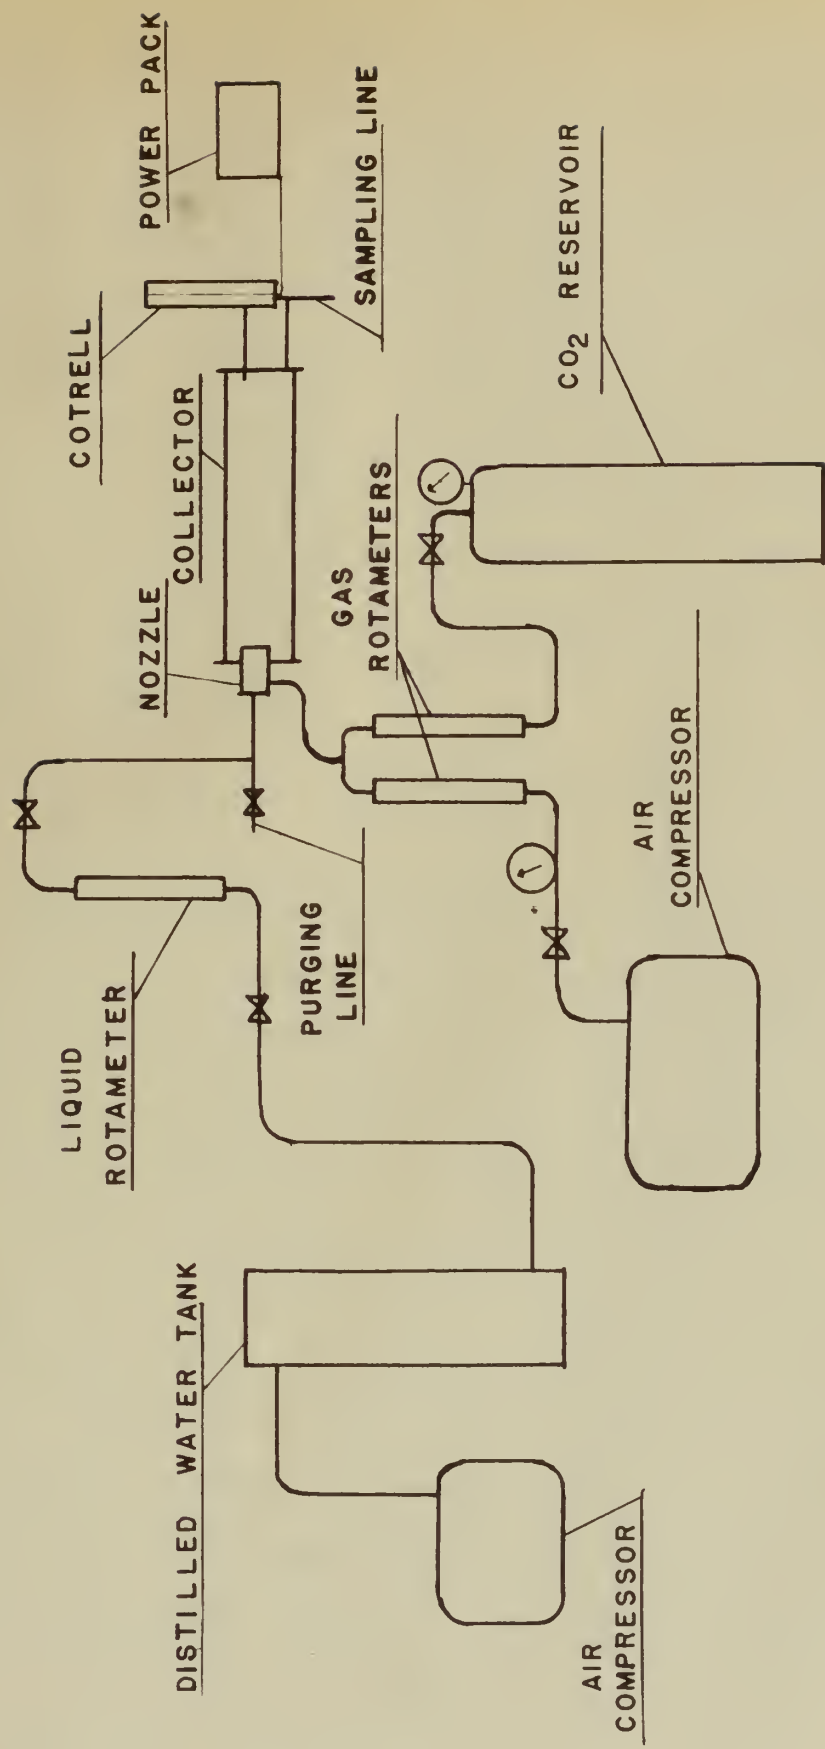 POWER PACK
COTRELL
SAMPLING LINE
COLLECTOR
NOZZLE
CO2 RESERVOIR
GAS
ROTAMETERS
LIQUID
ROTAMETER
PURGING
LINE
AIR
COMPRESSOR
DISTILLED WATER TANK
AIR
COMPRESSOR